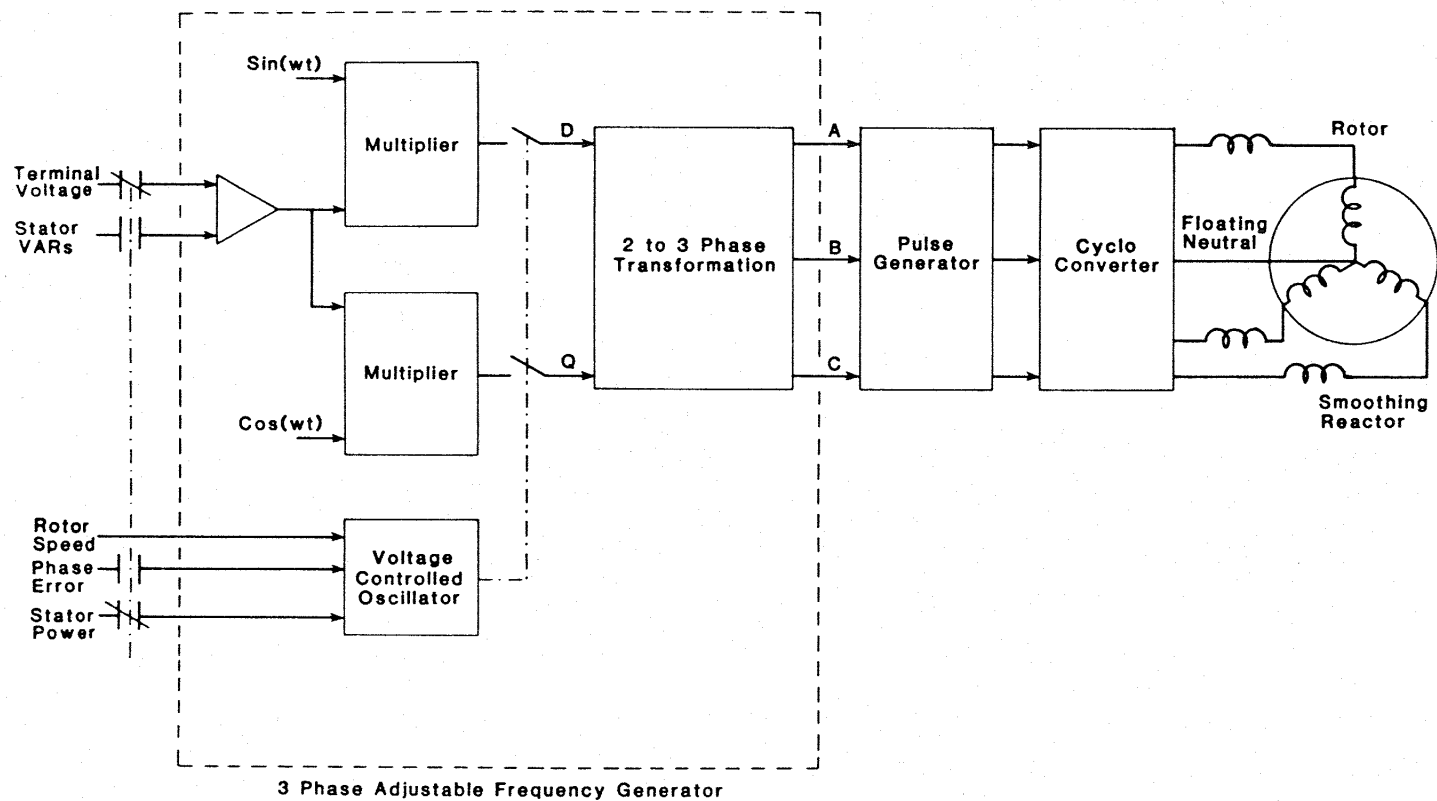 Sin(wt)
Multiplier
D
A
Rotor
Terminal
Voltage
Stator
VARs
2 to 3 Phase
Transformation
B
Pulse
Generator
Cyclo
Converter
Floating
Neutral
Multiplier
Q
C
Cos(wt)
Smoothing
Reactor
Rotor
Speed
Phase
Error
Stator
Power
Voltage
Controlled
Oscillator
3 Phase Adjustable Frequency Generator